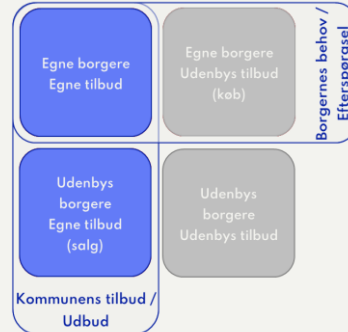 Egne borgere
Egne tilbud
Egne borgere
Udenbys tilbud
(køb)
Borgernes behov /
Efterspørgsel
Udenbys
borgere
Egne tilbud
(salg)
Udenbys
borgere
Udenbys tilbud
Kommunens tilbud /
Udbud